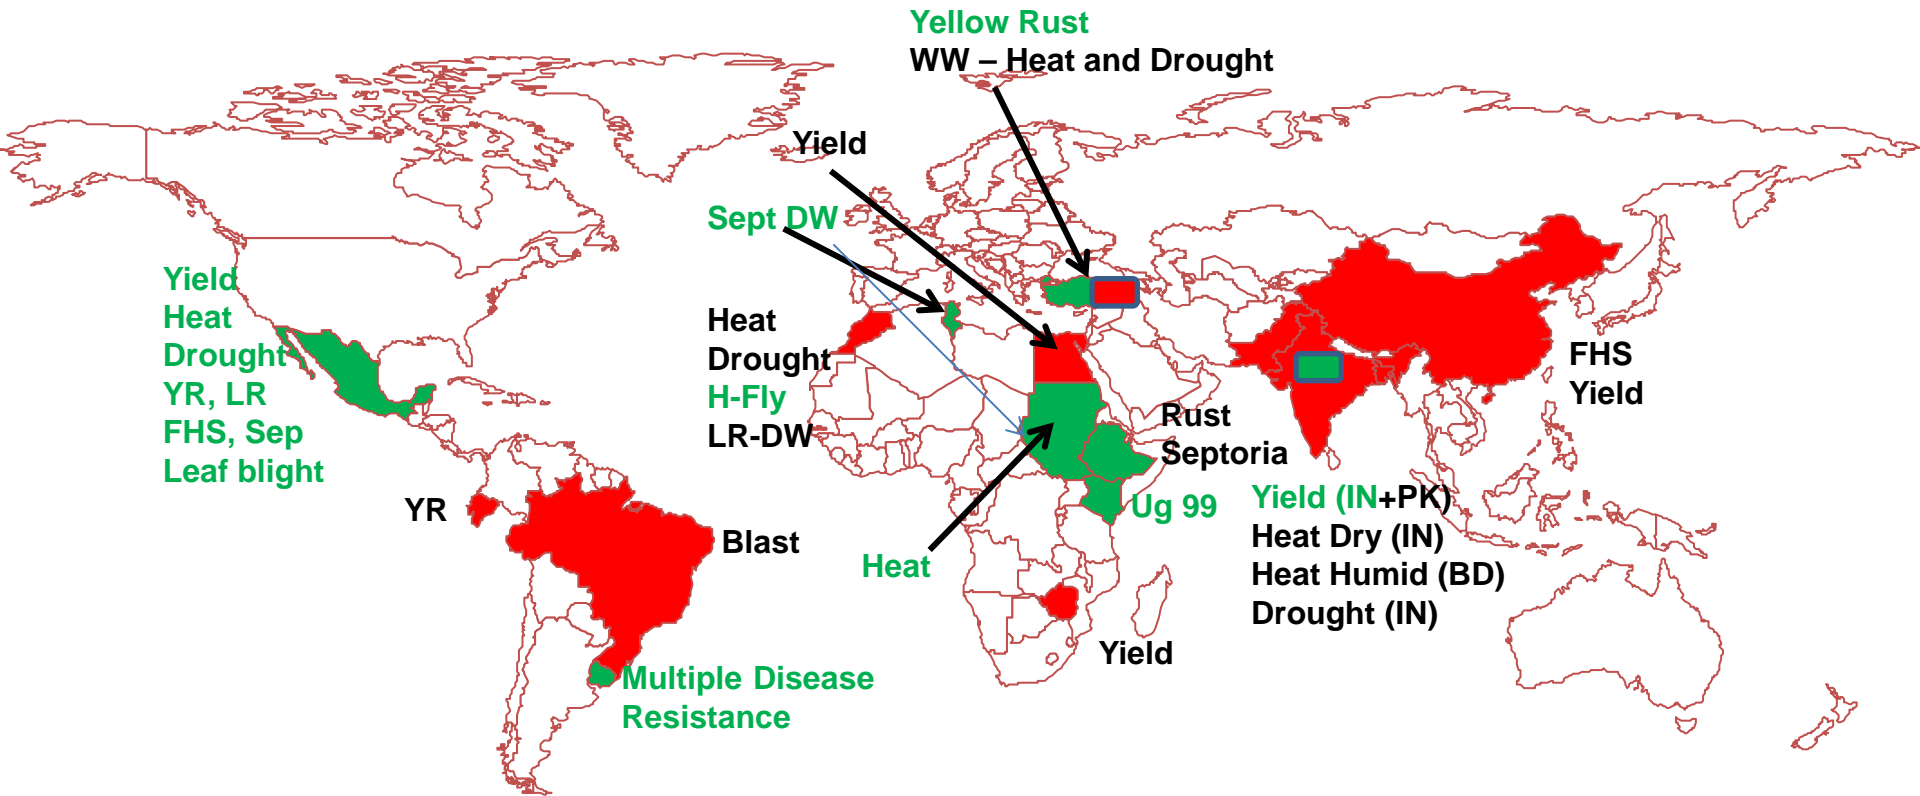 Yellow Rust
WW – Heat and Drought
Yield
Sept DW
Yield
Heat
Drought
YR, LR
FHS, Sep
Leaf blight
Heat
Drought
H-Fly
LR-DW
FHS
Yield
Rust
Septoria
YR
Blast
Ug 99
Heat
Yield (IN+PK)
Heat Dry (IN)
Heat Humid (BD)
Drought (IN)
Yield
Multiple Disease
Resistance